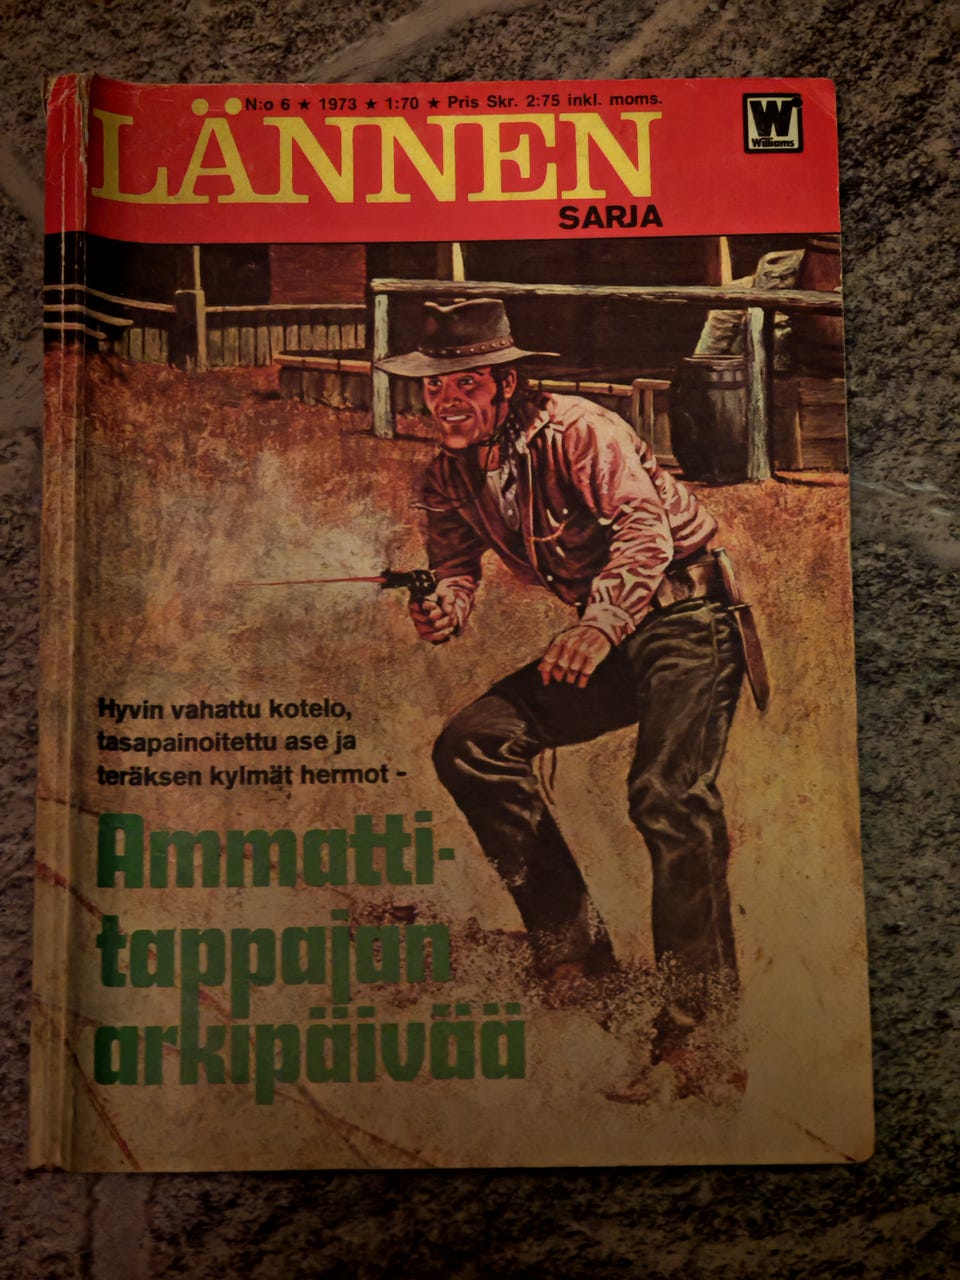 N:o 6 ★ 1973 ★ 1:70 ★ Pris Skr. 2:75 inkl. moms.
LÄNNEN
SARJA
W
Williams
Hyvin vahattu kotelo,
tasapainoitettu ase ja
teräksen kylmät hermot -
Ammatti-
tappajan
arkipäivää